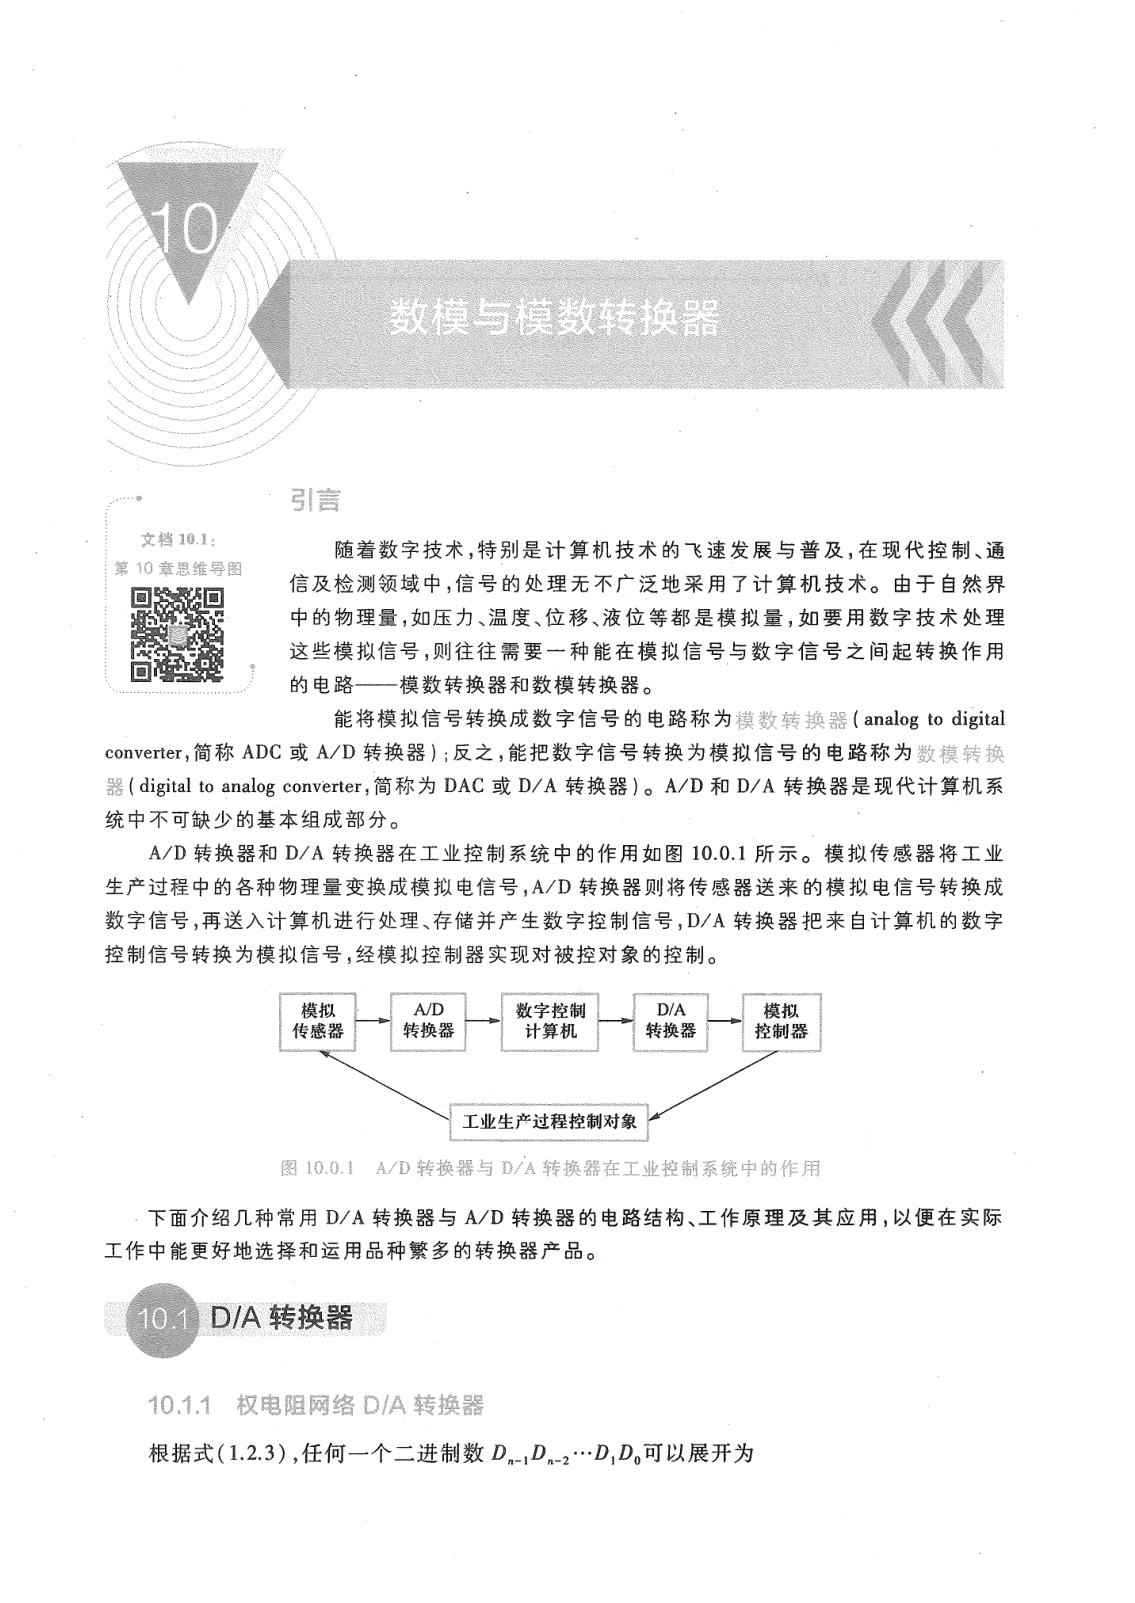 10
数模与模数转换器
引言
文档 10.1:
第 10 章思维导图
随着数字技术,特别是计算机技术的飞速发展与普及,在现代控制、通
信及检测领域中,信号的处理无不广泛地采用了计算机技术。由于自然界
中的物理量,如压力、温度、位移、液位等都是模拟量,如要用数字技术处理
这些模拟信号,则往往需要一种能在模拟信号与数字信号之间起转换作用
的电路——模数转换器和数模转换器。
能将模拟信号转换成数字信号的电路称为模数转换器(analog to digital
converter,简称 ADC 或 A/D 转换器);反之,能把数字信号转换为模拟信号的电路称为数模转换
器(digital to analog converter,简称为 DAC 或 D/A 转换器)。A/D 和 D/A 转换器是现代计算机系
统中不可缺少的基本组成部分。
A/D 转换器和 D/A 转换器在工业控制系统中的作用如图 10.0.1 所示。模拟传感器将工业
生产过程中的各种物理量变换成模拟电信号,A/D 转换器则将传感器送来的模拟电信号转换成
数字信号,再送入计算机进行处理、存储并产生数字控制信号,D/A 转换器把来自计算机的数字
控制信号转换为模拟信号,经模拟控制器实现对被控对象的控制。
模拟
传感器
A/D
转换器
数字控制
计算机
D/A
转换器
模拟
控制器
工业生产过程控制对象
图 10.0.1 A/D 转换器与 D/A 转换器在工业控制系统中的作用
下面介绍几种常用 D/A 转换器与 A/D 转换器的电路结构、工作原理及其应用,以便在实际
工作中能更好地选择和运用品种繁多的转换器产品。
10.1 D/A 转换器
10.1.1 权电阻网络 D/A 转换器
根据式(1.2.3),任何一个二进制数 Dₙ₋₁Dₙ₋₂⋯D₁D₀可以展开为